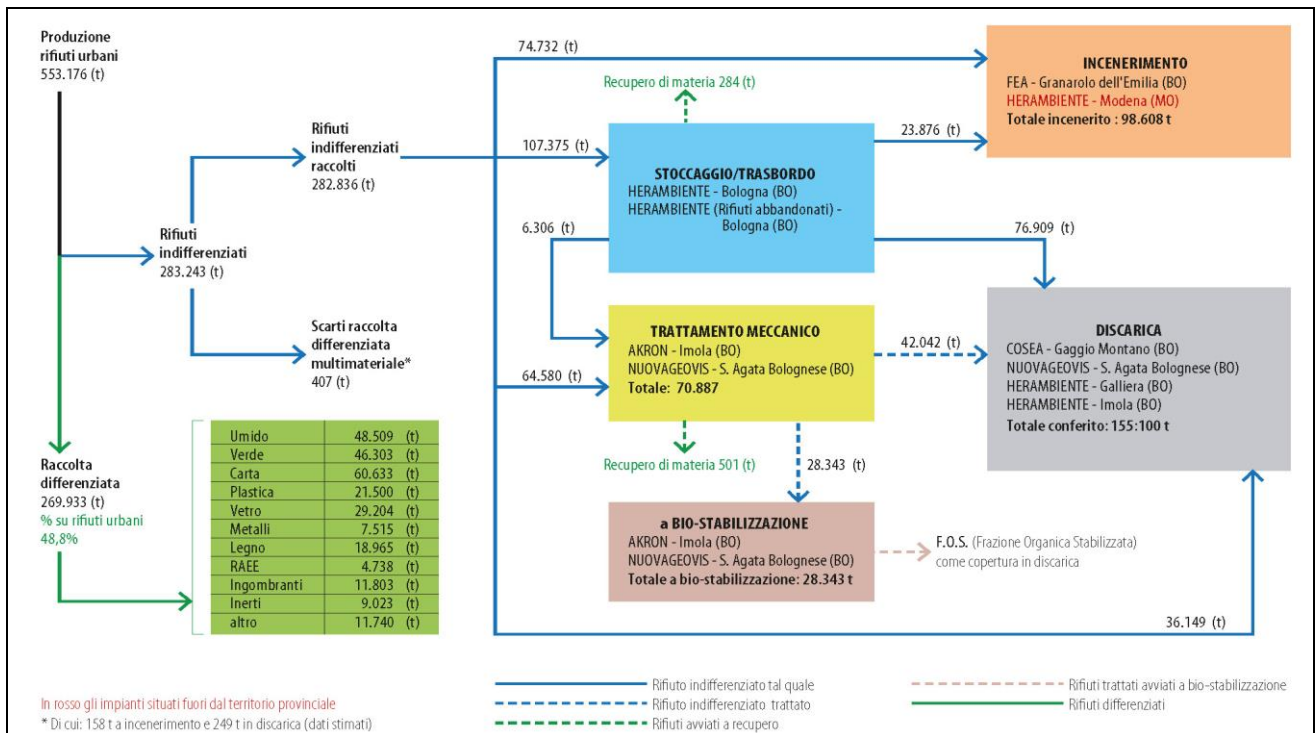 Produzione
rifiuti urbani
553.176 (t)
Rifiuti
indifferenziati
283.243 (t)
Rifiuti
indifferenziati
raccolti
282.836 (t)
Scarti raccolta
differenziata
multimateriale*
407 (t)
Raccolta
differenziata
269.933 (t)
% su rifiuti urbani
48,8%
Umido 48.509 (t)
Verde 46.303 (t)
Carta 60.633 (t)
Plastica 21.500 (t)
Vetro 29.204 (t)
Metalli 7.515 (t)
Legno 18.965 (t)
RAEE 4.738 (t)
Ingombranti 11.803 (t)
Inerti 9.023 (t)
altro 11.740 (t)
74.732 (t)
Recupero di materia 284 (t)
107.375 (t)
STOCCAGGIO/TRASBORDO
HERAMBIENTE - Bologna (BO)
HERAMBIENTE (Rifiuti abbandonati) -
Bologna (BO)
23.876 (t)
INCENERIMENTO
FEA - Granarolo dell'Emilia (BO)
HERAMBIENTE - Modena (MO)
Totale incenerito : 98.608 t
6.306 (t)
76.909 (t)
TRATTAMENTO MECCANICO
AKRON - Imola (BO)
NUOVAGEOVIS - S. Agata Bolognese (BO)
Totale: 70.887
64.580 (t)
42.042 (t)
DISCARICA
COSEA - Gaggio Montano (BO)
NUOVAGEOVIS - S. Agata Bolognese (BO)
HERAMBIENTE - Galliera (BO)
HERAMBIENTE - Imola (BO)
Totale conferito: 155:100 t
Recupero di materia 501 (t)
28.343 (t)
a BIO-STABILIZZAZIONE
AKRON - Imola (BO)
NUOVAGEOVIS - S. Agata Bolognese (BO)
Totale a bio-stabilizzazione: 28.343 t
F.O.S. (Frazione Organica Stabilizzata)
come copertura in discarica
36.149 (t)
In rosso gli impianti situati fuori dal territorio provinciale
* Di cui: 158 t a incenerimento e 249 t in discarica (dati stimati)
Rifiuto indifferenziato tal quale
Rifiuto indifferenziato trattato
Rifiuti avviati a recupero
Rifiuti trattati avviati a bio-stabilizzazione
Rifiuti differenziati